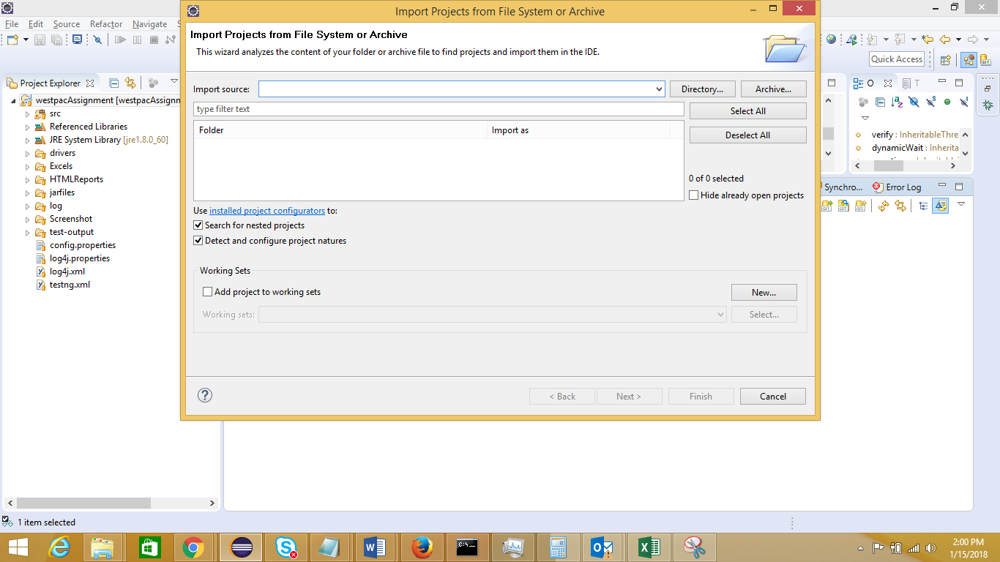 Import Projects from File System or Archive
File Edit Source Refactor Navigate
Import Projects from File System or Archive
This wizard analyzes the content of your folder or archive file to find projects and import them in the IDE.
Quick Access
Project Explorer
westpacAssignment [westpacAssignm
src
Referenced Libraries
JRE System Library [jre1.8.0_60]
drivers
Excels
HTMLReports
jarfiles
log
Screenshot
test-output
config.properties
log4j.properties
log4j.xml
testng.xml
Import source:
Directory...
Archive...
type filter text
Select All
Folder
Import as
Deselect All
0 of 0 selected
Hide already open projects
Use installed project configurators to:
Search for nested projects
Detect and configure project natures
Working Sets
Add project to working sets
New...
Working sets:
Select...
< Back
Next >
Finish
Cancel
O
T
verify : InheritableThre
dynamicWait : Inherita
Synchro...
Error Log
1 item selected
2:00 PM
1/15/2018